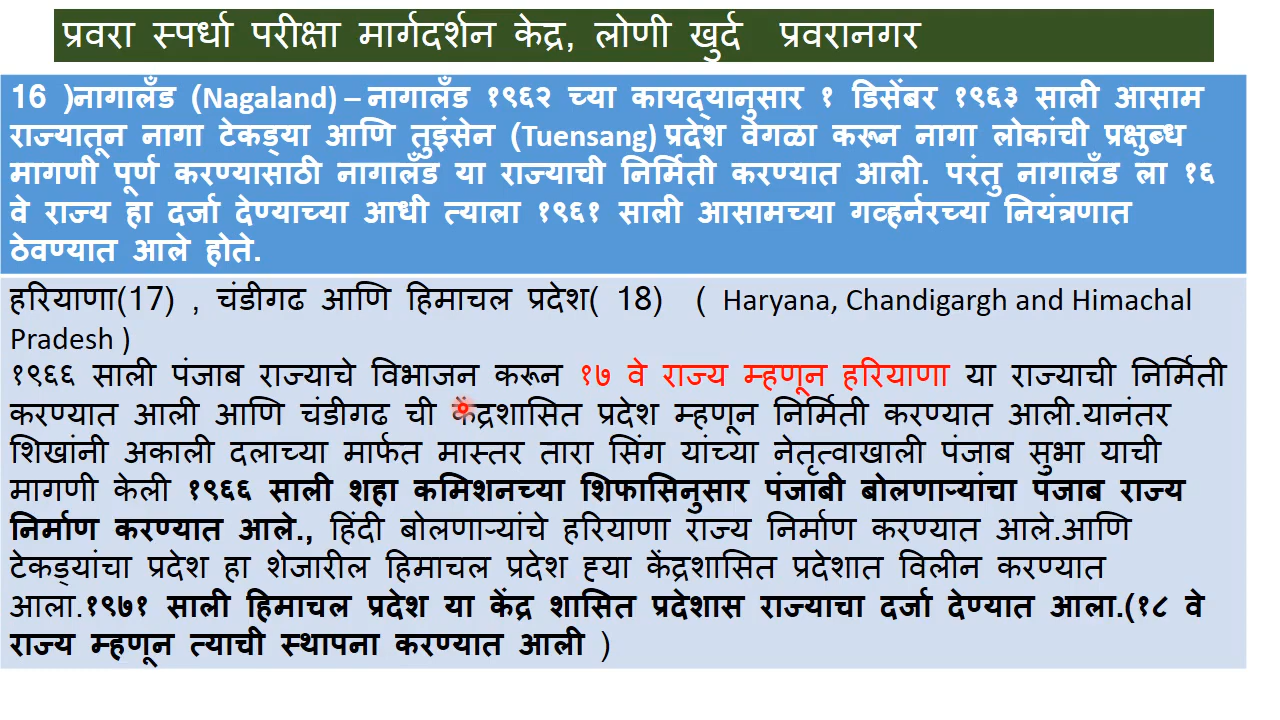 प्रवरा स्पर्धा परीक्षा मार्गदर्शन केंद्र, लोणी खुर्द प्रवरानगर
16 )नागालँड (Nagaland) – नागालँड १९६२ च्या कायद्यानुसार १ डिसेंबर १९६३ साली आसाम
राज्यातून नागा टेकड्या आणि तुइंसेन (Tuensang) प्रदेश वेगळा करून नागा लोकांची प्रक्षुब्ध
मागणी पूर्ण करण्यासाठी नागालँड या राज्याची निर्मिती करण्यात आली. परंतु नागालँड ला १६
वे राज्य हा दर्जा देण्याच्या आधी त्याला १९६१ साली आसामच्या गव्हर्नरच्या नियंत्रणात
ठेवण्यात आले होते.
हरियाणा(17) , चंडीगढ आणि हिमाचल प्रदेश( 18) ( Haryana, Chandigargh and Himachal
Pradesh )
१९६६ साली पंजाब राज्याचे विभाजन करून १७ वे राज्य म्हणून हरियाणा या राज्याची निर्मिती
करण्यात आली आणि चंडीगढ ची केंद्रशासित प्रदेश म्हणून निर्मिती करण्यात आली.यानंतर
शिखांनी अकाली दलाच्या मार्फत मास्तर तारा सिंग यांच्या नेतृत्वाखाली पंजाब सुभा याची
मागणी केली १९६६ साली शहा कमिशनच्या शिफासिनुसार पंजाबी बोलणाऱ्यांचा पंजाब राज्य
निर्माण करण्यात आले., हिंदी बोलणाऱ्यांचे हरियाणा राज्य निर्माण करण्यात आले.आणि
टेकड्यांचा प्रदेश हा शेजारील हिमाचल प्रदेश ह्या केंद्रशासित प्रदेशात विलीन करण्यात
आला.१९७१ साली हिमाचल प्रदेश या केंद्र शासित प्रदेशास राज्याचा दर्जा देण्यात आला.(१८ वे
राज्य म्हणून त्याची स्थापना करण्यात आली )